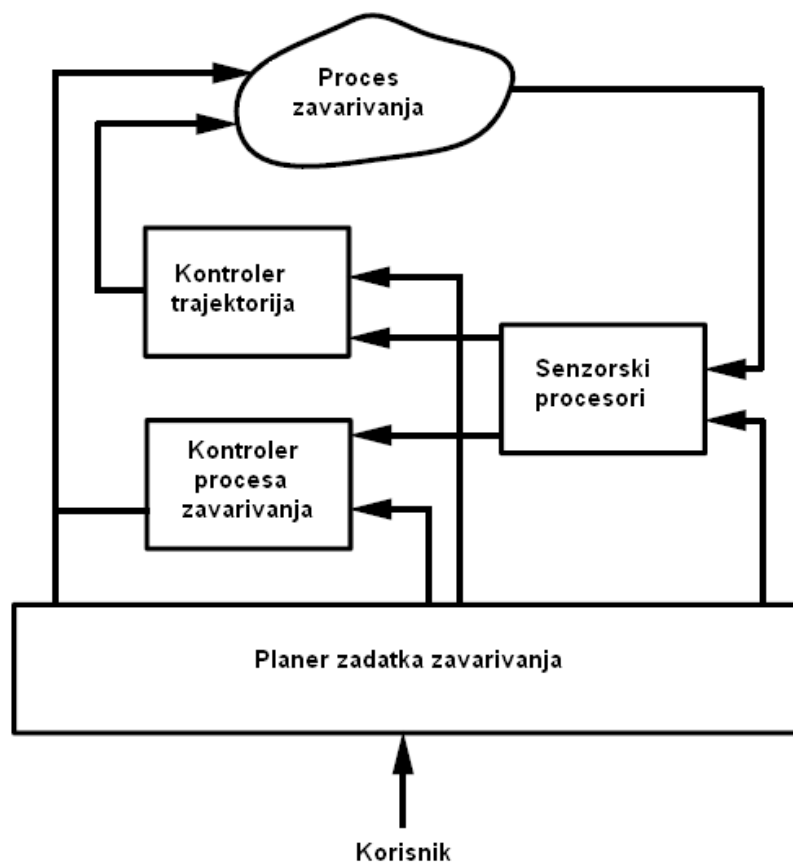 Proces
zavarivanja
Kontroler
trajektorija
Senzorski
procesori
Kontroler
procesa
zavarivanja
Planer zadatka zavarivanja
Korisnik